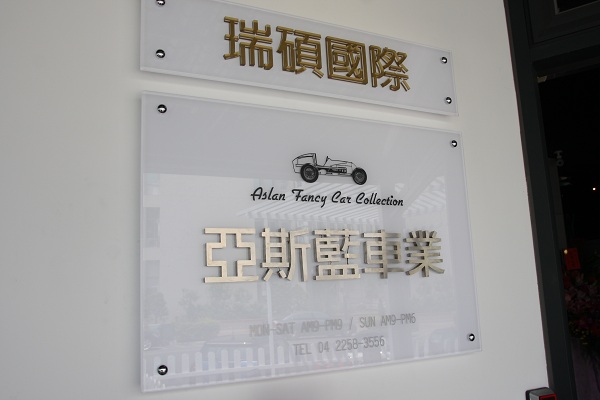 瑞碩國際
Aslan Fancy Car Collection
亞斯藍車業
MON-SAT AM9-PM9 / SUN AM9-PM6
TEL 04 2258-3556